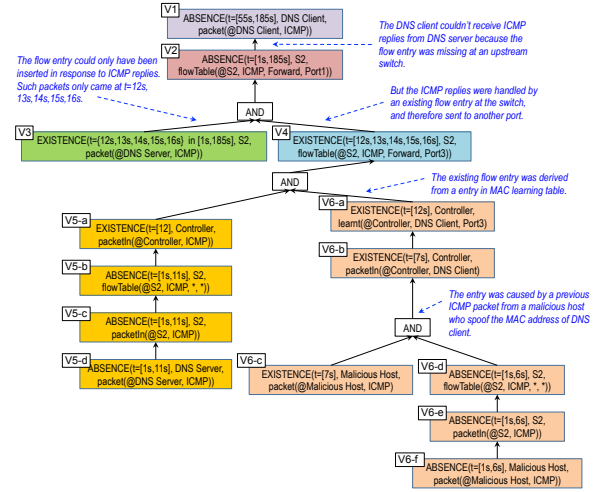 V1
ABSENCE(t=[55s,185s], DNS Client,
packet(@DNS Client, ICMP))
The DNS client couldn't receive ICMP
replies from DNS server because the
flow entry was missing at an upstream
switch.
The flow entry could only have been
inserted in response to ICMP replies.
Such packets only came at t=12s,
13s,14s,15s,16s.
V2
ABSENCE(t=[1s,185s], S2,
flowTable(@S2, ICMP, Forward, Port1))
But the ICMP replies were handled by
an existing flow entry at the switch,
and therefore sent to another port.
AND
V3
EXISTENCE(t={12s,13s,14s,15s,16s} in [1s,185s], S2,
packet(@DNS Server, ICMP))
V4
EXISTENCE(t=[12s,13s,14s,15s,16s], S2,
flowTable(@S2, ICMP, Forward, Port3))
AND
The existing flow entry was derived
from a entry in MAC learning table.
V5-a
EXISTENCE(t=[12], Controller,
packetIn(@Controller, ICMP))
V6-a
EXISTENCE(t=[12s], Controller,
learnt(@Controller, DNS Client, Port3)
V5-b
ABSENCE(t=[1s,11s], S2,
flowTable(@S2, ICMP, *, *))
V6-b
EXISTENCE(t=[7s], Controller,
packetIn(@Controller, DNS Client)
The entry was caused by a previous
ICMP packet from a malicious host
who spoof the MAC address of DNS
client.
V5-c
ABSENCE(t=[1s,11s], S2,
packetIn(@S2, ICMP))
AND
V5-d
ABSENCE(t=[1s,11s], DNS Server,
packet(@DNS Server, ICMP))
V6-c
EXISTENCE(t=[7s], Malicious Host,
packet(@Malicious Host, ICMP)
V6-d
ABSENCE(t=[1s,6s], S2,
flowTable(@S2, ICMP, *, *))
V6-e
ABSENCE(t=[1s,6s], S2,
packetIn(@S2, ICMP))
V6-f
ABSENCE(t=[1s,6s], Malicious Host,
packet(@Malicious Host, ICMP))